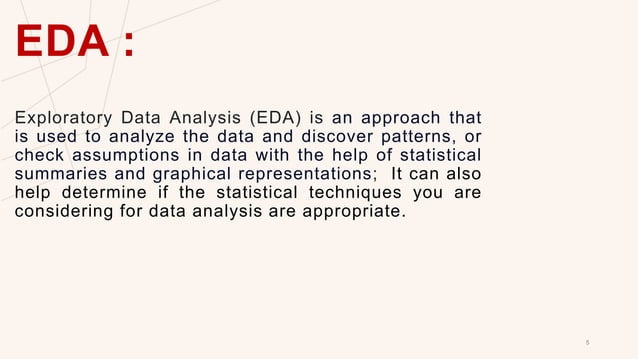 EDA :
Exploratory Data Analysis (EDA) is an approach that
is used to analyze the data and discover patterns, or
check assumptions in data with the help of statistical
summaries and graphical representations;  It can also
help determine if the statistical techniques you are
considering for data analysis are appropriate.
5